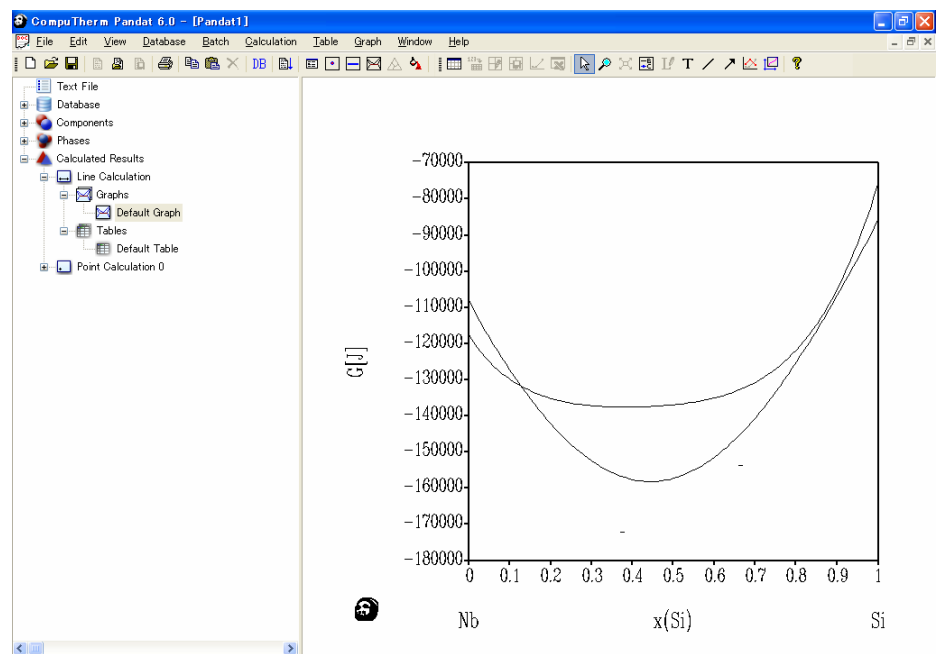 CompuTherm Pandat 6.0 - [Pandat1]
File Edit View Database Batch Calculation Table Graph Window Help
DB T
Text File
Database
Components
Phases
Calculated Results
Line Calculation
Graphs
Default Graph
Tables
Default Table
Point Calculation 0
-70000
-80000
-90000
-100000
-110000
-120000
-130000
-140000
-150000
-160000
-170000
-180000
G[J]
0 0.1 0.2 0.3 0.4 0.5 0.6 0.7 0.8 0.9 1
Nb x(Si) Si